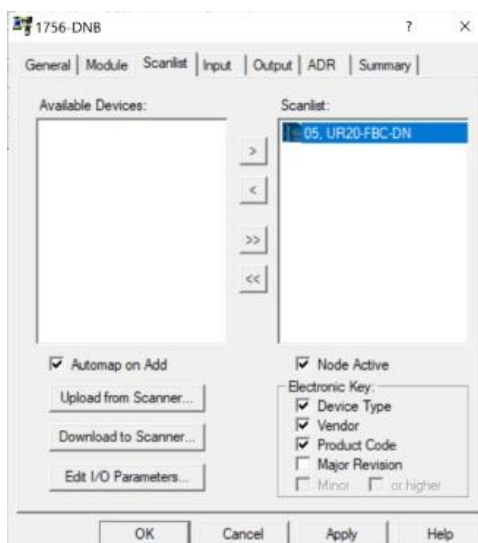 1756-DNB ? ×
General Module Scanlist Input Output ADR Summary
Available Devices:
Scanlist:
05, UR20-FBC-DN
>
<
>>
<<
Automap on Add
Node Active
Upload from Scanner...
Download to Scanner...
Edit I/O Parameters...
Electronic Key:
Device Type
Vendor
Product Code
Major Revision
Minor or higher
OK Cancel Apply Help